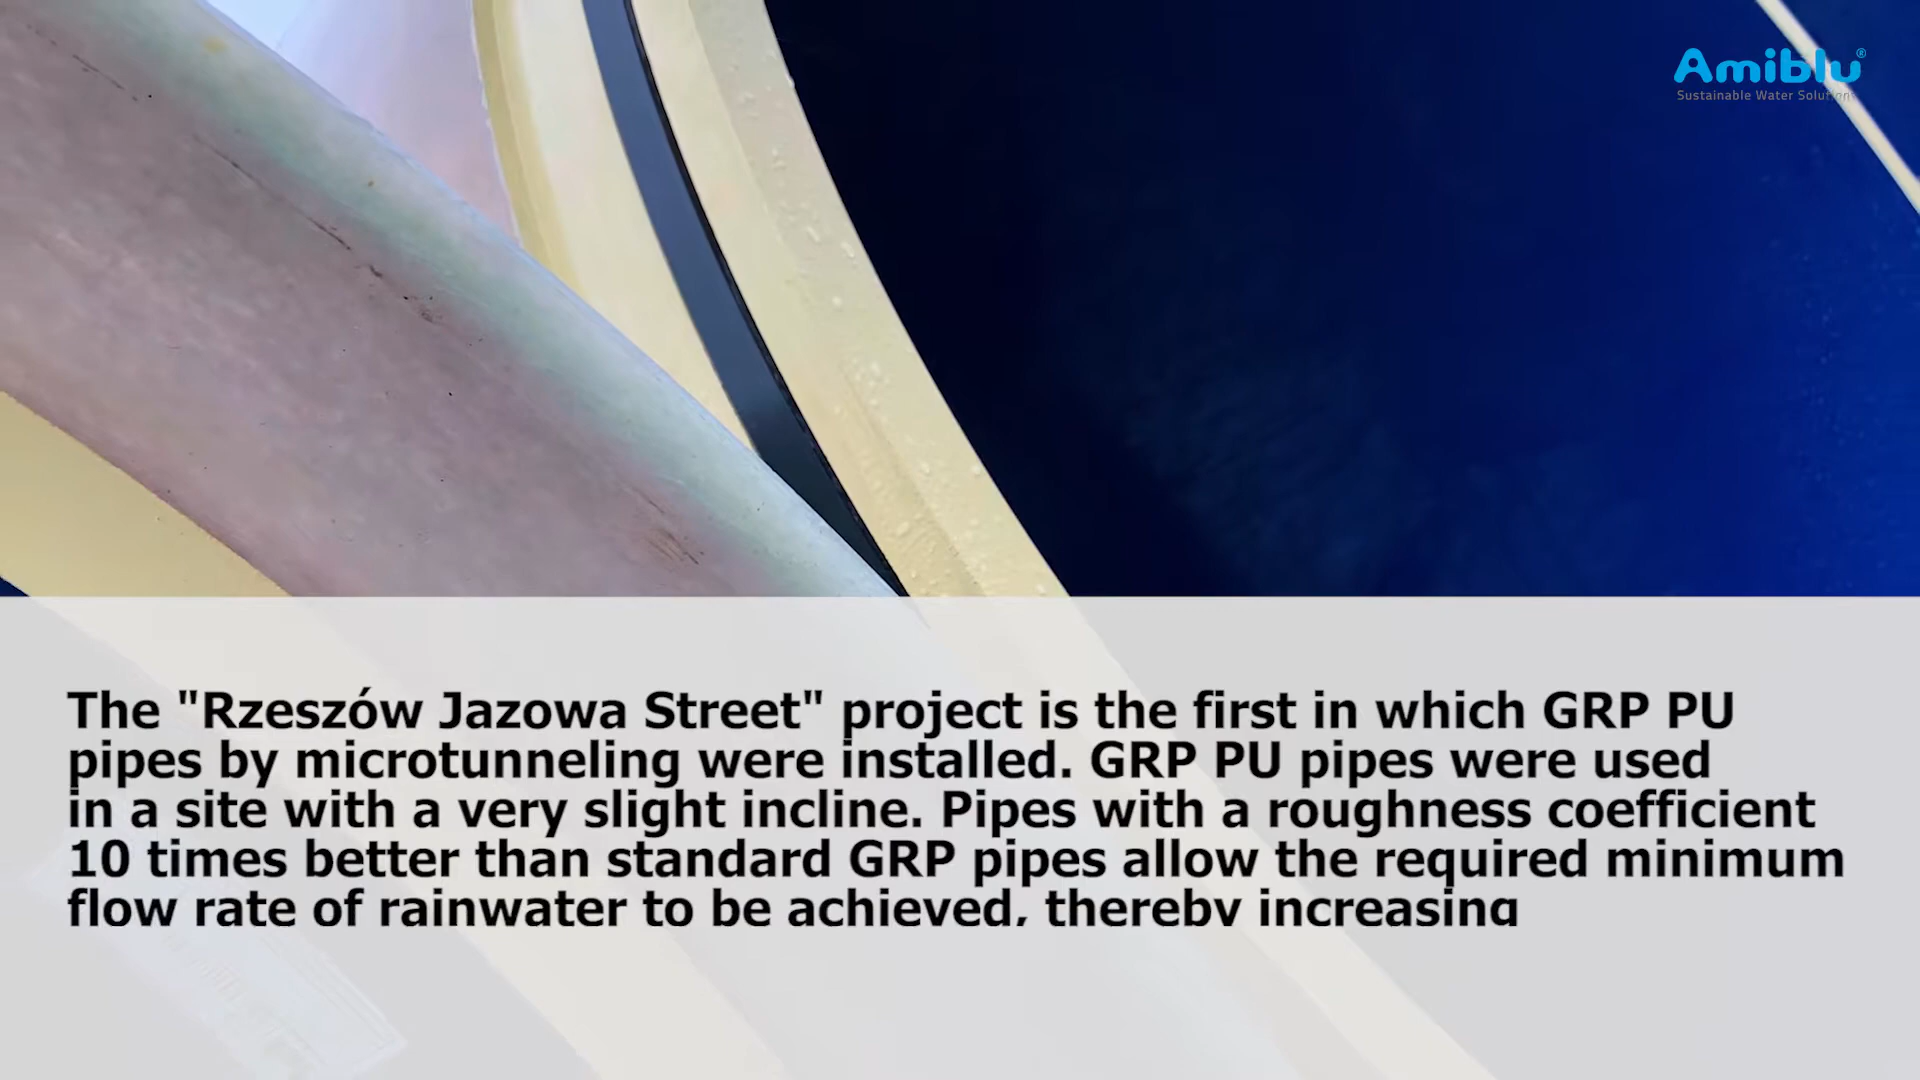 Amiblu®
Sustainable Water Solutions
The "Rzeszów Jazowa Street" project is the first in which GRP PU
pipes by microtunneling were installed. GRP PU pipes were used
in a site with a very slight incline. Pipes with a roughness coefficient
10 times better than standard GRP pipes allow the required minimum
flow rate of rainwater to be achieved, thereby increasing